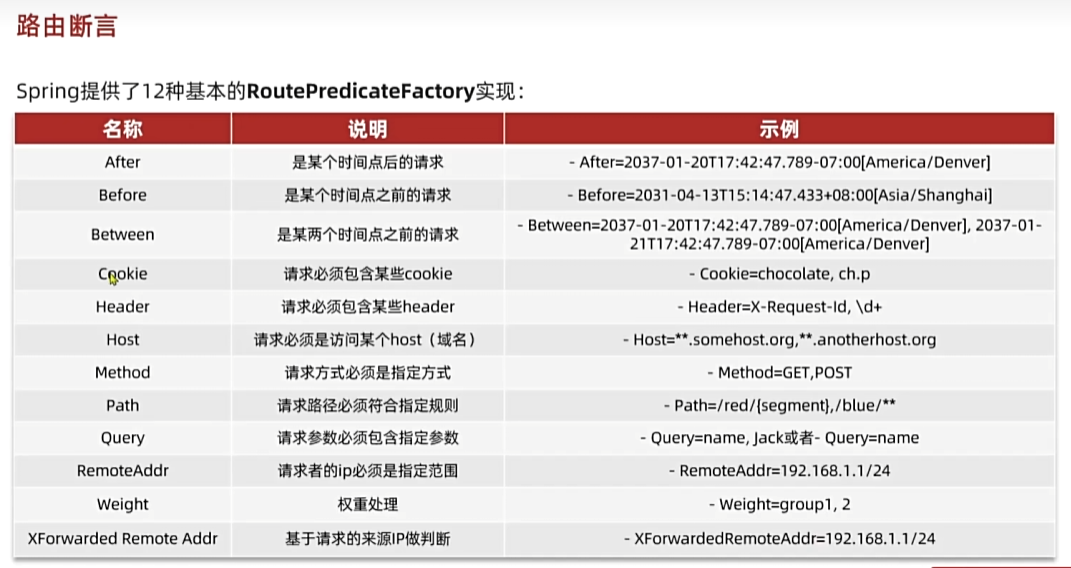 路由断言
Spring提供了12种基本的RoutePredicateFactory实现：
名称 说明 示例
After 是某个时间点后的请求 - After=2037-01-20T17:42:47.789-07:00[America/Denver]
Before 是某个时间点之前的请求 - Before=2031-04-13T15:14:47.433+08:00[Asia/Shanghai]
Between 是某两个时间点之前的请求 - Between=2037-01-20T17:42:47.789-07:00[America/Denver], 2037-01-
21T17:42:47.789-07:00[America/Denver]
Cookie 请求必须包含某些cookie - Cookie=chocolate, ch.p
Header 请求必须包含某些header - Header=X-Request-Id, \d+
Host 请求必须是访问某个host（域名） - Host=**.somehost.org,**.anotherhost.org
Method 请求方式必须是指定方式 - Method=GET,POST
Path 请求路径必须符合指定规则 - Path=/red/{segment},/blue/**
Query 请求参数必须包含指定参数 - Query=name, Jack或者- Query=name
RemoteAddr 请求者的ip必须是指定范围 - RemoteAddr=192.168.1.1/24
Weight 权重处理 - Weight=group1, 2
XForwarded Remote Addr 基于请求的来源IP做判断 - XForwardedRemoteAddr=192.168.1.1/24